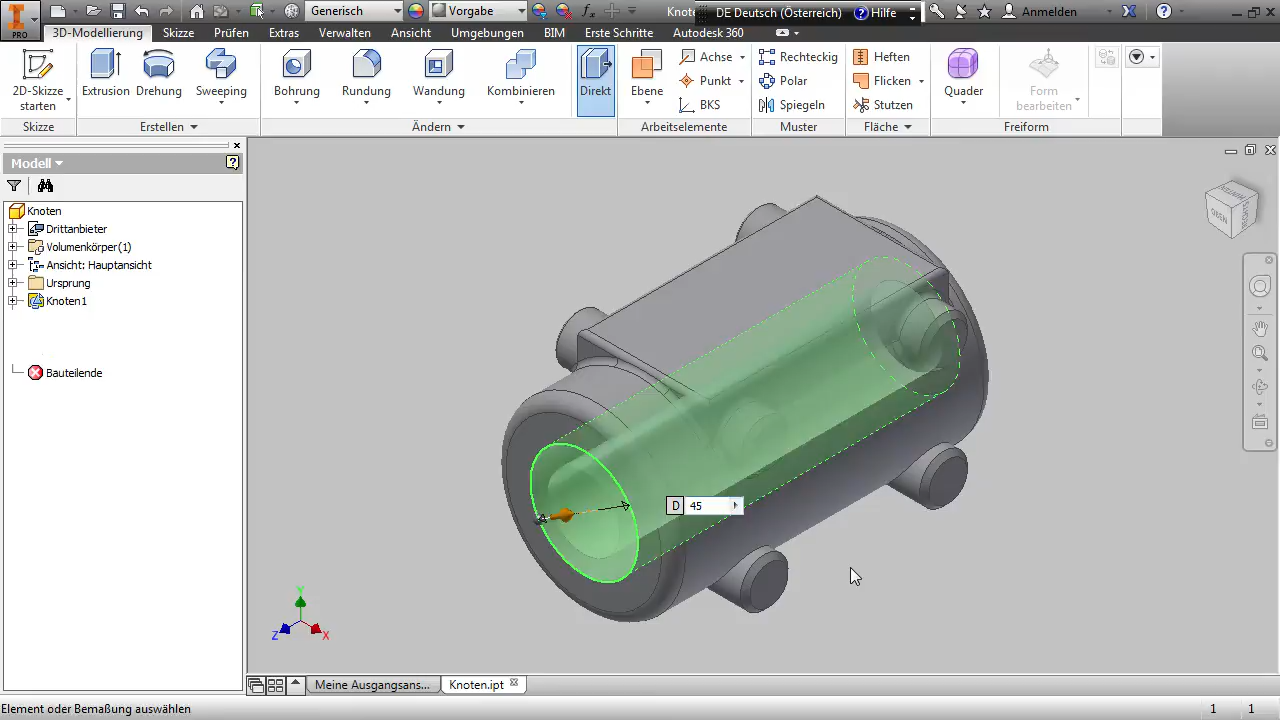 Generisch
Vorgabe
Knote
DE Deutsch (Österreich)
Hilfe
Anmelden
PRO
3D-Modellierung
Skizze
Prüfen
Extras
Verwalten
Ansicht
Umgebungen
BIM
Erste Schritte
Autodesk 360
2D-Skizze
starten
Extrusion
Drehung
Sweeping
Bohrung
Rundung
Wandung
Kombinieren
Direkt
Ebene
Achse
Punkt
BKS
Rechteckig
Polar
Spiegeln
Heften
Flicken
Stutzen
Quader
Form
bearbeiten
Skizze
Erstellen
Ändern
Arbeitselemente
Muster
Fläche
Freiform
Modell
Knoten
Drittanbieter
Volumenkörper(1)
Ansicht: Hauptansicht
Ursprung
Knoten1
Bauteilende
OBEN
D
45
Y
Z
X
Meine Ausgangsans...
Knoten.ipt
Element oder Bemaßung auswählen
1
1